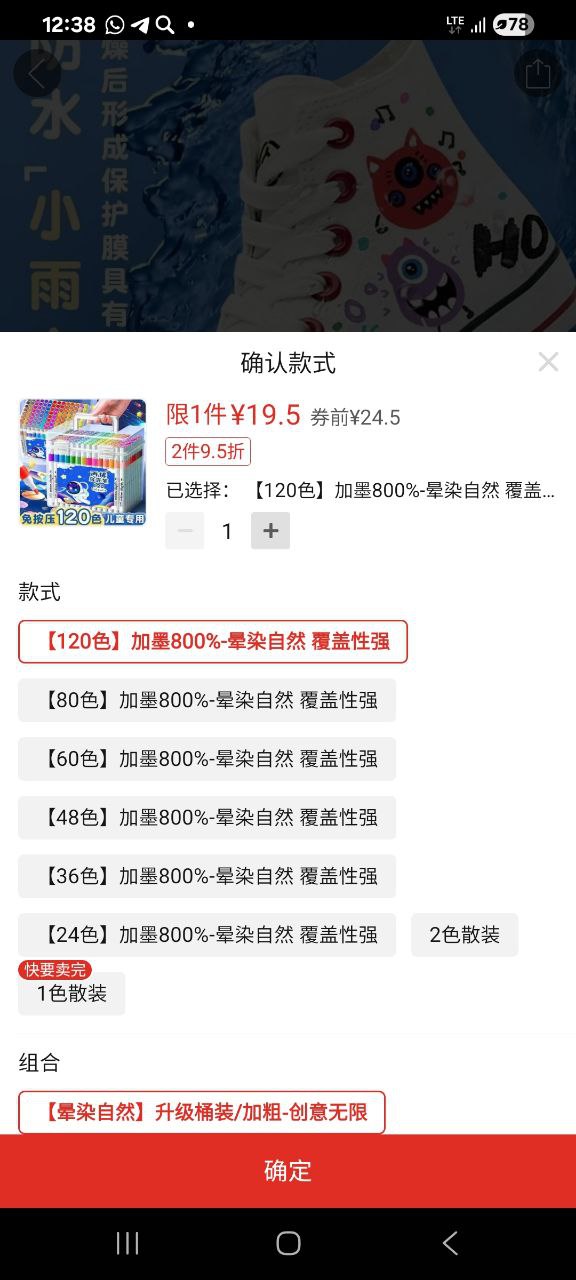 12:38
LTE
78
防水「小雨
燥后形成保护膜具有
HO
确认款式
限1件¥19.5 券前¥24.5
2件9.5折
已选择： 【120色】加墨800%-晕染自然 覆盖...
1
免按压120色儿童专用
款式
【120色】加墨800%-晕染自然 覆盖性强
【80色】加墨800%-晕染自然 覆盖性强
【60色】加墨800%-晕染自然 覆盖性强
【48色】加墨800%-晕染自然 覆盖性强
【36色】加墨800%-晕染自然 覆盖性强
【24色】加墨800%-晕染自然 覆盖性强 2色散装
快要卖完
1色散装
组合
【晕染自然】升级桶装/加粗-创意无限
确定